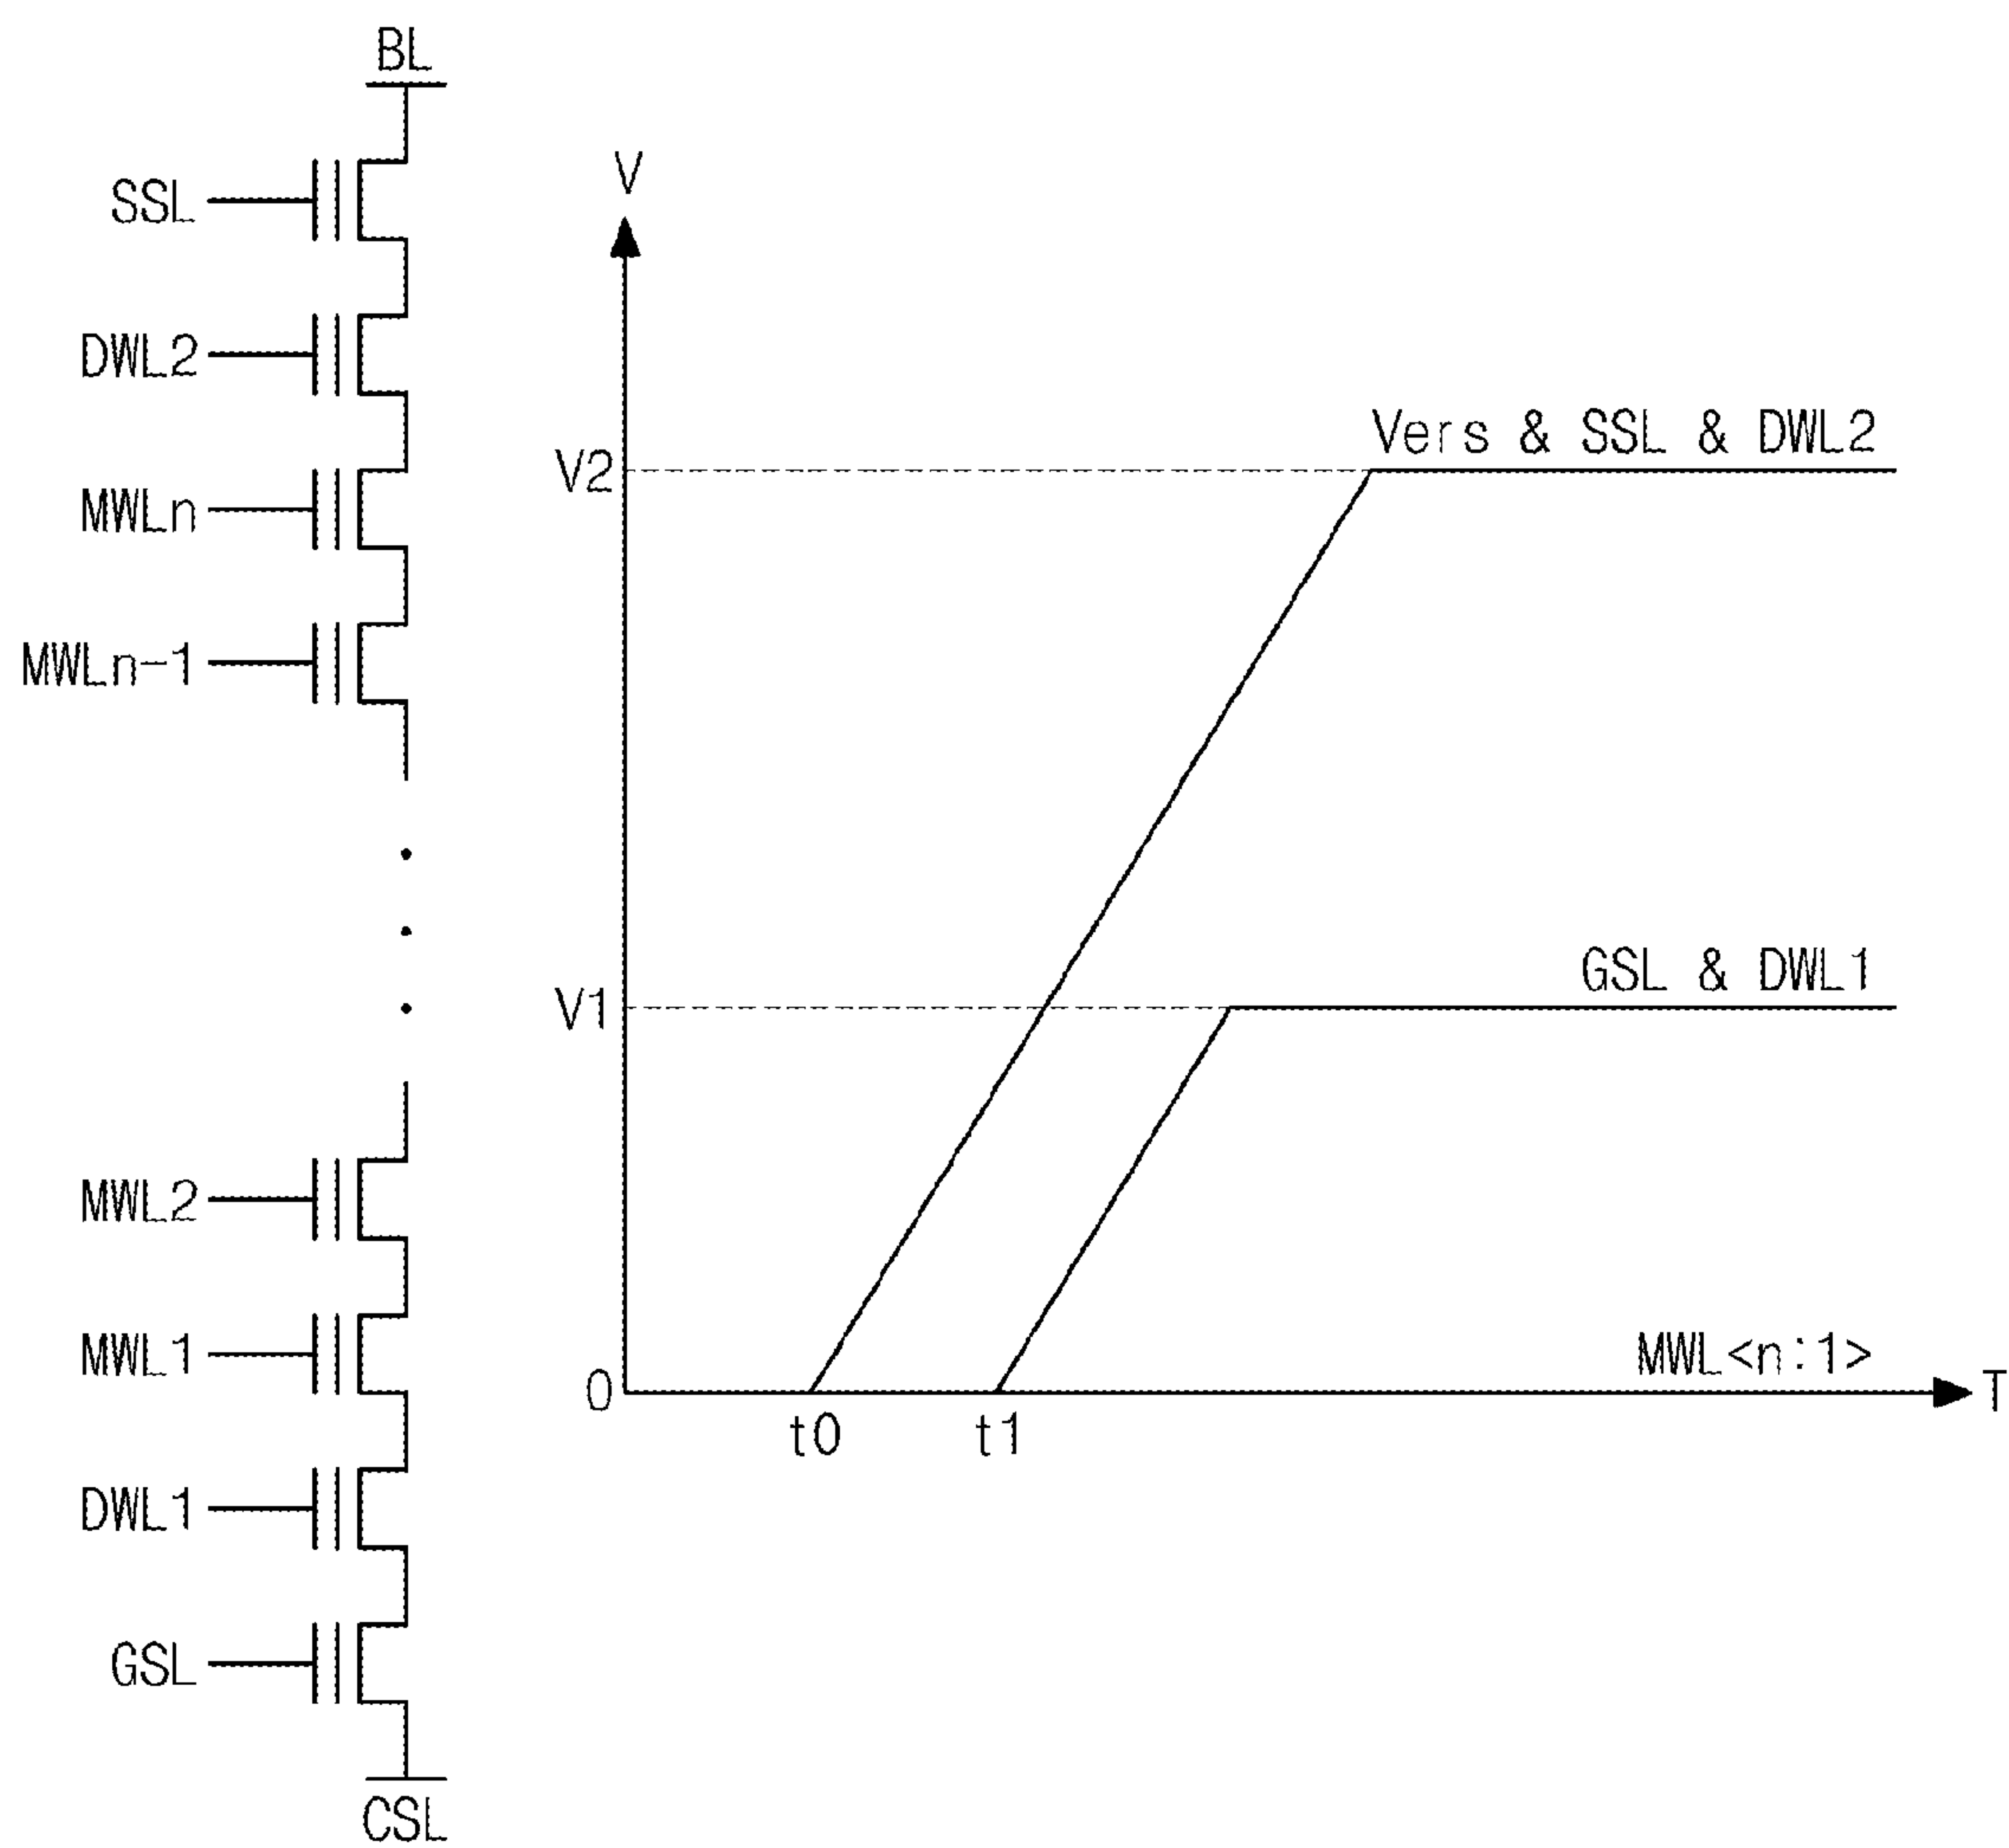 BL
SSL
DWL2
MWLn
MWLn-1
MWL2
MWL1
DWL1
GSL
CSL
V
V2
V1
0
t0
t1
T
Vers & SSL & DWL2
GSL & DWL1
MWL<n:1>